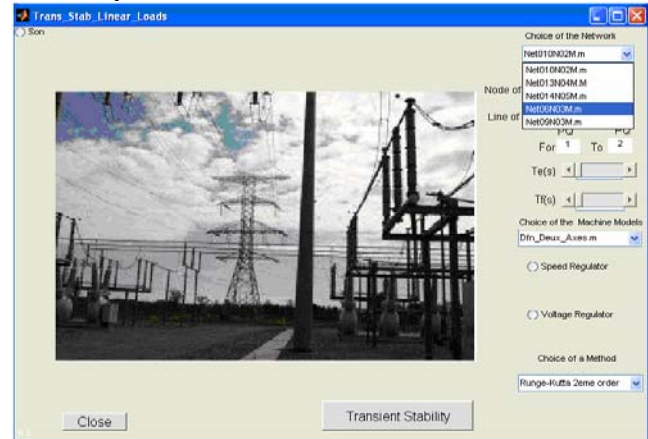 Trans_Stab_Linear_Loads
Son
Choice of the Network
Net010N02M.m
Net010N02M.m
Net013N04M.M
Net014N05M.m
Net06N03M.m
Net09N03M.m
Node of
Line of
For 1 To 2
Te(s)
Tf(s)
Choice of the Machine Models
Dfn_Deux_Axes.m
Speed Regulator
Voltage Regulator
Choice of a Method
Runge-Kutta 2eme order
Close
Transient Stability